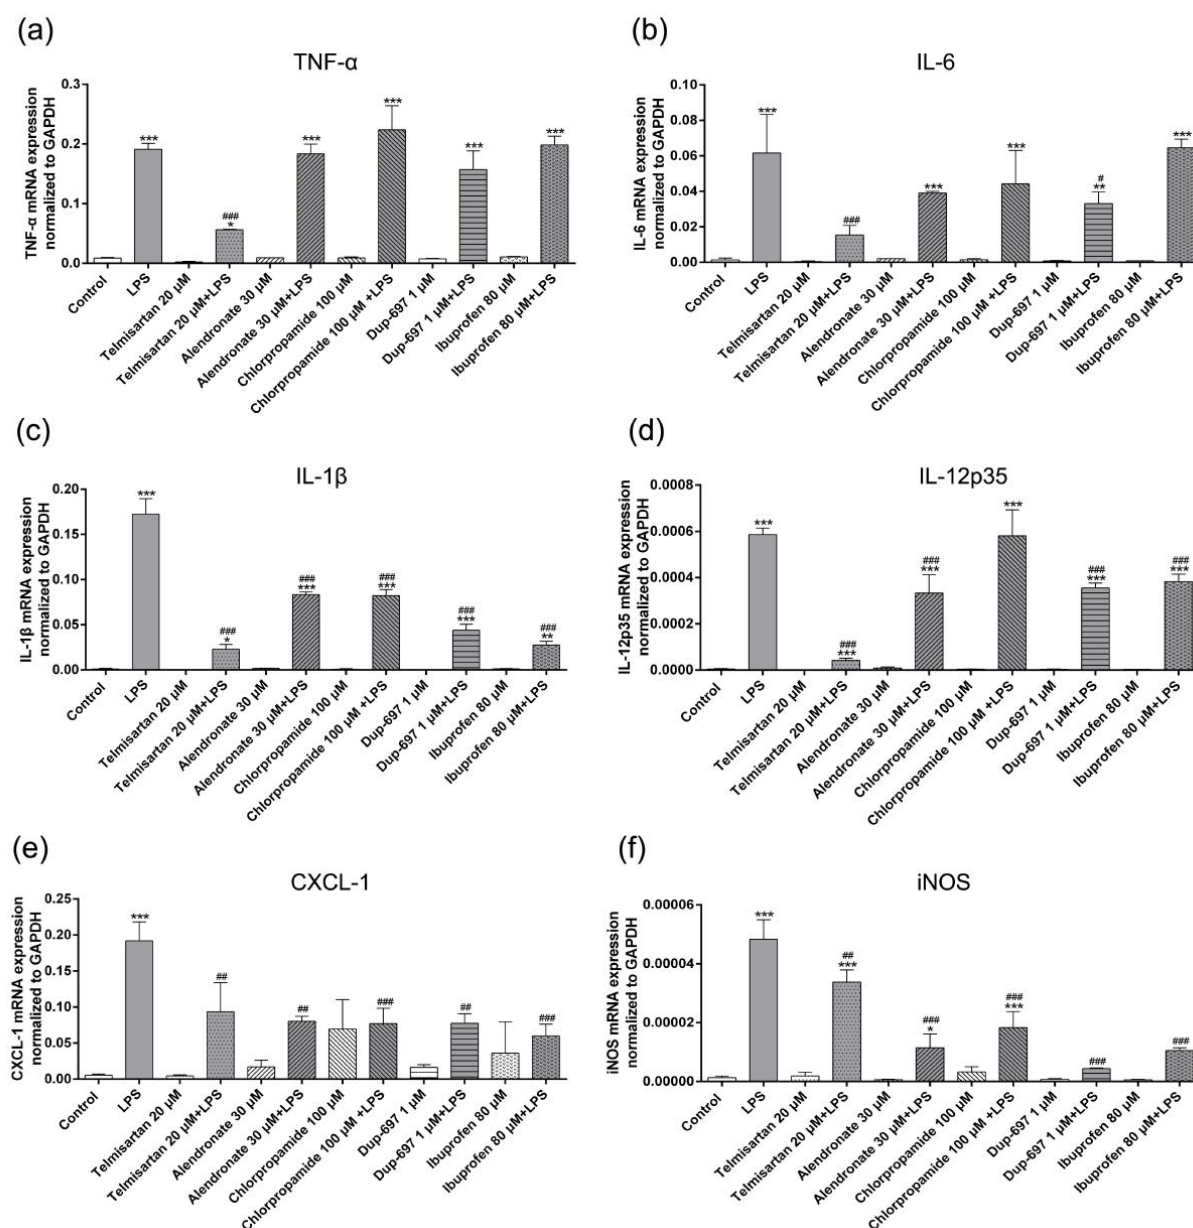 (a)
TNF-α
TNF-α mRNA expression
normalized to GAPDH
0.3
0.2
0.1
0.0
***
###
*
***
***
***
***
Control
LPS
Telmisartan 20 μM
Telmisartan 20 μM+LPS
Alendronate 30 μM
Alendronate 30 μM+LPS
Chlorpropamide 100 μM
Chlorpropamide 100 μM +LPS
Dup-697 1 μM
Dup-697 1 μM+LPS
Ibuprofen 80 μM
Ibuprofen 80 μM+LPS
(b)
IL-6
IL-6 mRNA expression
normalized to GAPDH
0.10
0.08
0.06
0.04
0.02
0.00
***
###
***
***
#
**
***
Control
LPS
Telmisartan 20 μM
Telmisartan 20 μM+LPS
Alendronate 30 μM
Alendronate 30 μM+LPS
Chlorpropamide 100 μM
Chlorpropamide 100 μM +LPS
Dup-697 1 μM
Dup-697 1 μM+LPS
Ibuprofen 80 μM
Ibuprofen 80 μM+LPS
(c)
IL-1β
IL-1β mRNA expression
normalized to GAPDH
0.20
0.15
0.10
0.05
0.00
***
###
*
###
***
###
***
###
***
###
**
Control
LPS
Telmisartan 20 μM
Telmisartan 20 μM+LPS
Alendronate 30 μM
Alendronate 30 μM+LPS
Chlorpropamide 100 μM
Chlorpropamide 100 μM +LPS
Dup-697 1 μM
Dup-697 1 μM+LPS
Ibuprofen 80 μM
Ibuprofen 80 μM+LPS
(d)
IL-12p35
IL-12p35 mRNA expression
normalized to GAPDH
0.0008
0.0006
0.0004
0.0002
0.0000
***
###
***
###
***
***
###
***
###
***
Control
LPS
Telmisartan 20 μM
Telmisartan 20 μM+LPS
Alendronate 30 μM
Alendronate 30 μM+LPS
Chlorpropamide 100 μM
Chlorpropamide 100 μM +LPS
Dup-697 1 μM
Dup-697 1 μM+LPS
Ibuprofen 80 μM
Ibuprofen 80 μM+LPS
(e)
CXCL-1
CXCL-1 mRNA expression
normalized to GAPDH
0.25
0.20
0.15
0.10
0.05
0.00
***
##
##
###
##
###
Control
LPS
Telmisartan 20 μM
Telmisartan 20 μM+LPS
Alendronate 30 μM
Alendronate 30 μM+LPS
Chlorpropamide 100 μM
Chlorpropamide 100 μM +LPS
Dup-697 1 μM
Dup-697 1 μM+LPS
Ibuprofen 80 μM
Ibuprofen 80 μM+LPS
(f)
iNOS
iNOS mRNA expression
normalized to GAPDH
0.00006
0.00004
0.00002
0.00000
***
##
***
###
*
###
***
###
###
Control
LPS
Telmisartan 20 μM
Telmisartan 20 μM+LPS
Alendronate 30 μM
Alendronate 30 μM+LPS
Chlorpropamide 100 μM
Chlorpropamide 100 μM +LPS
Dup-697 1 μM
Dup-697 1 μM+LPS
Ibuprofen 80 μM
Ibuprofen 80 μM+LPS